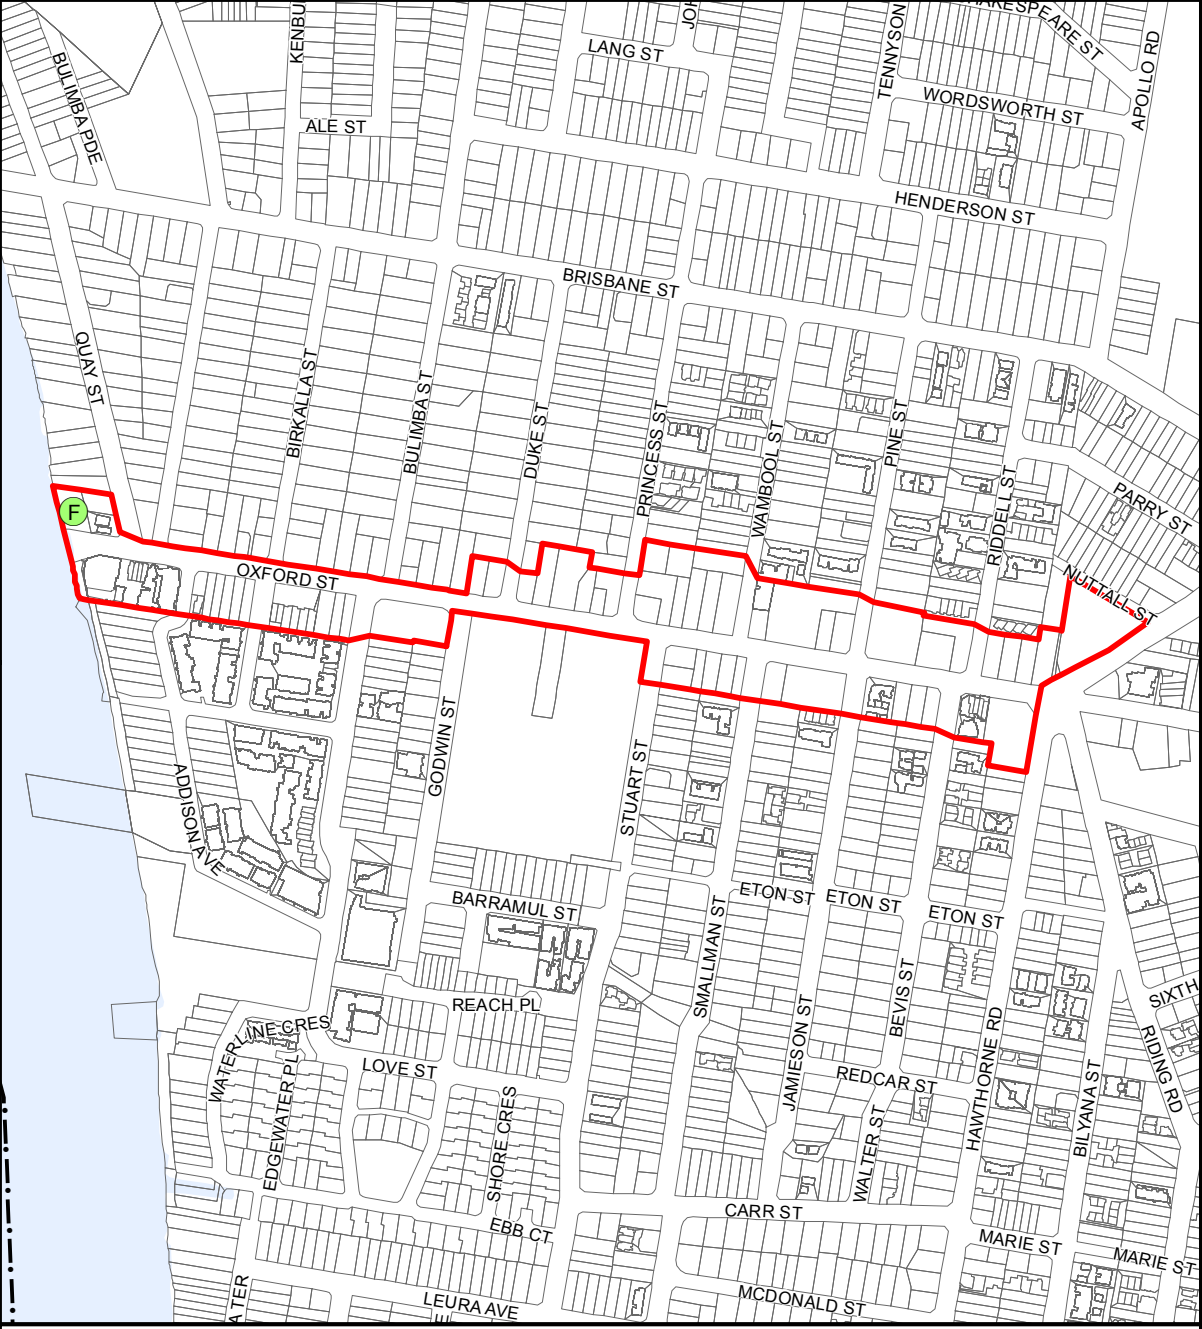 SHAKESPEARE ST
KENBU
JOH
TENNYSON
APOLLO RD
BULIMBA PDE
LANG ST
WORDSWORTH ST
ALE ST
HENDERSON ST
BRISBANE ST
QUAY ST
BIRKALLA ST
BULIMBA ST
DUKE ST
PRINCESS ST
WAMBOOL ST
PINE ST
RIDDELL ST
PARRY ST
F
OXFORD ST
NUTTALL ST
ADDISON AVE
GODWIN ST
STUART ST
BARRAMUL ST
ETON ST
ETON ST
ETON ST
SMALLMAN ST
JAMIESON ST
BEVIS ST
HAWTHORNE RD
REACH PL
SIXTH
WATERLINE CRES
EDGEWATER PL
LOVE ST
SHORE CRES
REDCAR ST
WALTER ST
BILYANA ST
RIDING RD
EBB CT
CARR ST
MARIE ST
MARIE ST
LEURA AVE
MCDONALD ST
ATER
E